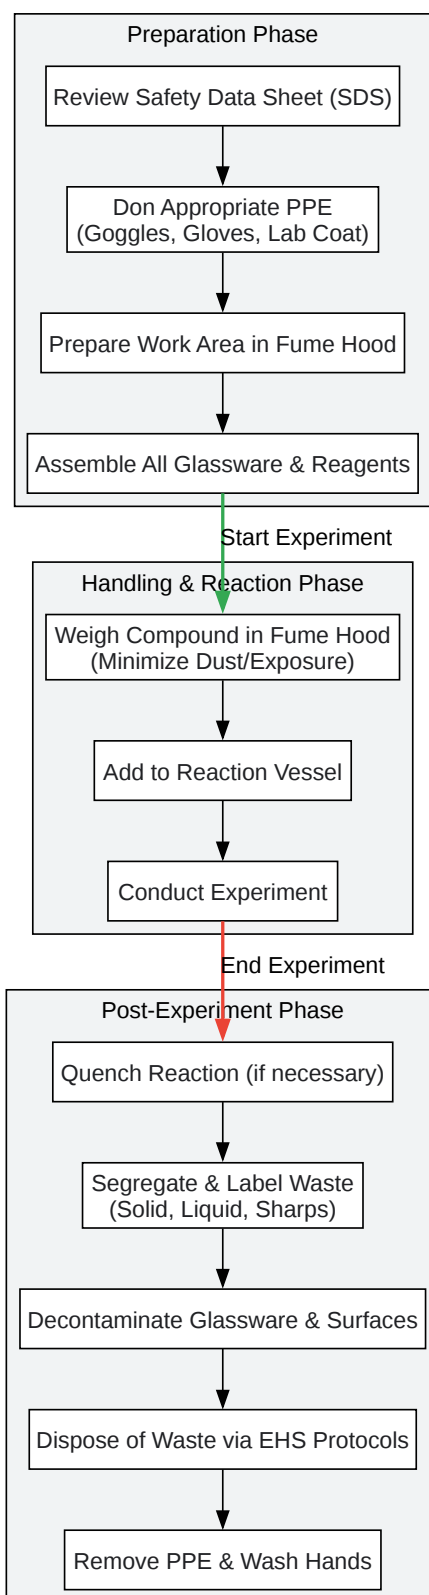 Preparation Phase
Review Safety Data Sheet (SDS)
Don Appropriate PPE
(Goggles, Gloves, Lab Coat)
Prepare Work Area in Fume Hood
Assemble All Glassware & Reagents
Start Experiment
Handling & Reaction Phase
Weigh Compound in Fume Hood
(Minimize Dust/Exposure)
Add to Reaction Vessel
Conduct Experiment
End Experiment
Post-Experiment Phase
Quench Reaction (if necessary)
Segregate & Label Waste
(Solid, Liquid, Sharps)
Decontaminate Glassware & Surfaces
Dispose of Waste via EHS Protocols
Remove PPE & Wash Hands